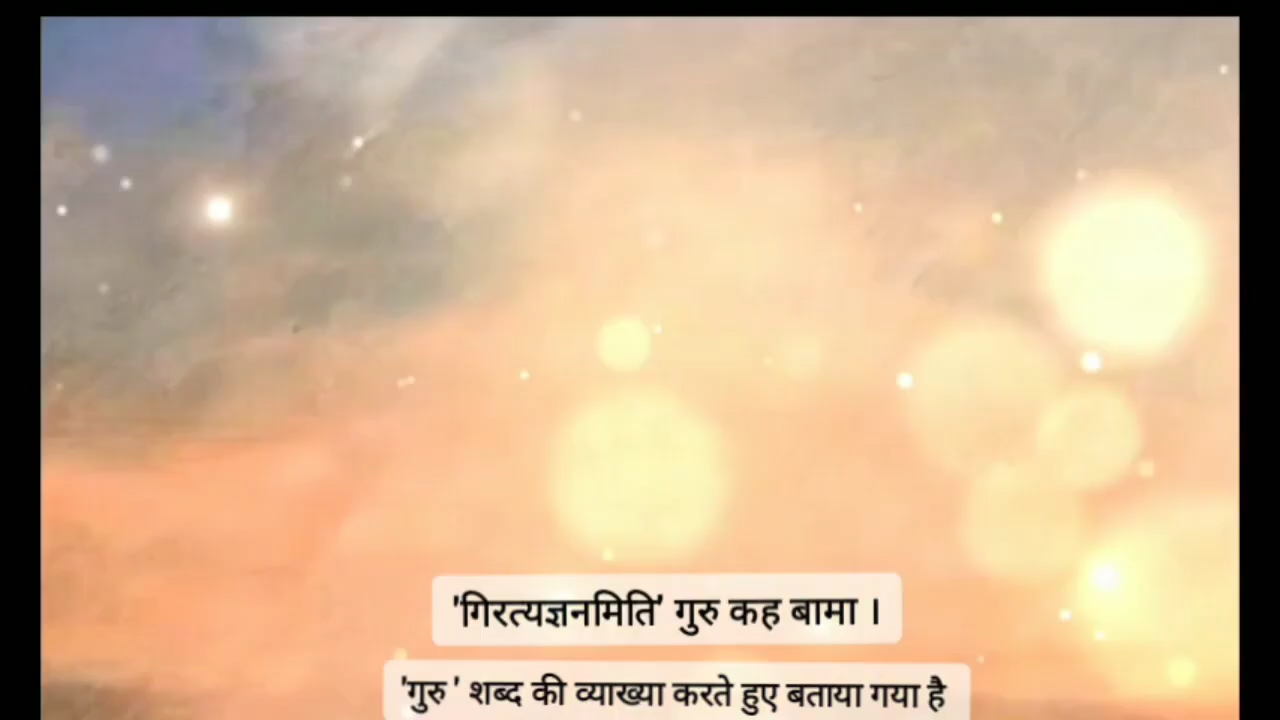 'गिरत्यज्ञनमिति' गुरु कह बामा ।
'गुरु ' शब्द की व्याख्या करते हुए बताया गया है